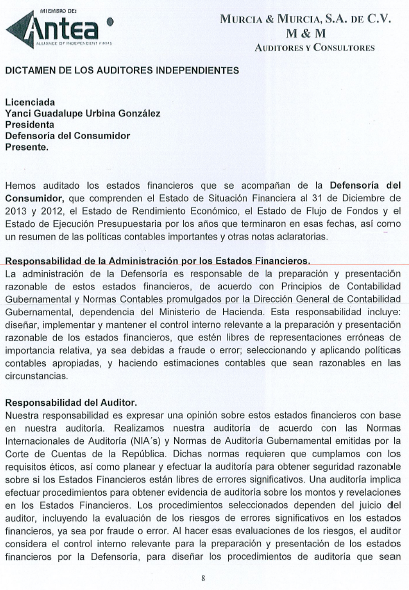 MIEMBRO DE:
Antea
ALLIANCE OF INDEPENDENT FIRMS
MURCIA & MURCIA, S.A. DE C.V.
M & M
AUDITORES Y CONSULTORES
DICTAMEN DE LOS AUDITORES INDEPENDIENTES
Licenciada
Yanci Guadalupe Urbina González
Presidenta
Defensoría del Consumidor
Presente.
Hemos auditado los estados financieros que se acompañan de la Defensoría del
Consumidor, que comprenden el Estado de Situación Financiera al 31 de Diciembre de
2013 y 2012, el Estado de Rendimiento Económico, el Estado de Flujo de Fondos y el
Estado de Ejecución Presupuestaria por los años que terminaron en esas fechas, así como
un resumen de las políticas contables importantes y otras notas aclaratorias.
Responsabilidad de la Administración por los Estados Financieros.
La administración de la Defensoría es responsable de la preparación y presentación
razonable de estos estados financieros, de acuerdo con Principios de Contabilidad
Gubernamental y Normas Contables promulgados por la Dirección General de Contabilidad
Gubernamental, dependencia del Ministerio de Hacienda. Esta responsabilidad incluye:
diseñar, implementar y mantener el control interno relevante a la preparación y presentación
razonable de los estados financieros, que estén libres de representaciones erróneas de
importancia relativa, ya sea debidas a fraude o error; seleccionando y aplicando políticas
contables apropiadas, y haciendo estimaciones contables que sean razonables en las
circunstancias.
Responsabilidad del Auditor.
Nuestra responsabilidad es expresar una opinión sobre estos estados financieros con base
en nuestra auditoría. Realizamos nuestra auditoría de acuerdo con las Normas
Internacionales de Auditoría (NIA´s) y Normas de Auditoría Gubernamental emitidas por la
Corte de Cuentas de la República. Dichas normas requieren que cumplamos con los
requisitos éticos, así como planear y efectuar la auditoría para obtener seguridad razonable
sobre si los Estados Financieros están libres de errores significativos. Una auditoría implica
efectuar procedimientos para obtener evidencia de auditoría sobre los montos y revelaciones
en los Estados Financieros. Los procedimientos seleccionados dependen del juicio del
auditor, incluyendo la evaluación de los riesgos de errores significativos en los estados
financieros, ya sea por fraude o error. Al hacer esas evaluaciones de los riesgos, el auditor
considera el control interno relevante para la preparación y presentación de los estados
financieros por la Defensoría, para diseñar los procedimientos de auditoría que sean
8